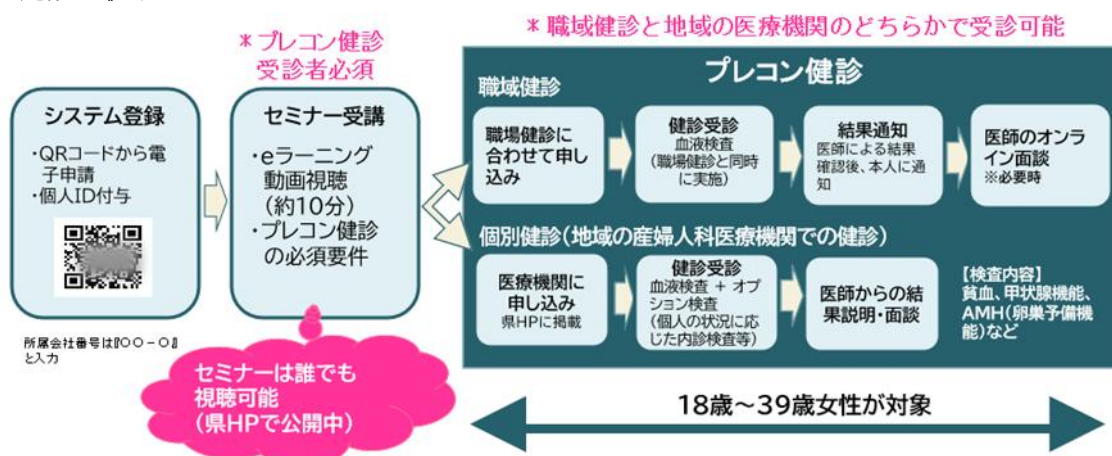 ＊プレコン健診
受診者必須
＊職域健診と地域の医療機関のどちらかで受診可能
システム登録
・QRコードから電
子申請
・個人ID付与
所属会社番号は『〇〇－〇』
と入力
セミナー受講
・eラーニング
動画視聴
（約10分）
・プレコン健診
の必須要件
セミナーは誰でも
視聴可能
（県HPで公開中）
プレコン健診
職域健診
職場健診に
合わせて申し
込み
健診受診
血液検査
（職場健診と同時
に実施）
結果通知
医師による結果
確認後、本人に通
知
医師のオンラ
イン面談
※必要時
個別健診（地域の産婦人科医療機関での健診）
医療機関に
申し込み
県HPに掲載
健診受診
血液検査 ＋ オプ
ション検査
（個人の状況に応
じた内診検査等）
医師からの結
果説明・面談
【検査内容】
貧血、甲状腺機能、
AMH（卵巣予備機
能）など
18歳～39歳女性が対象